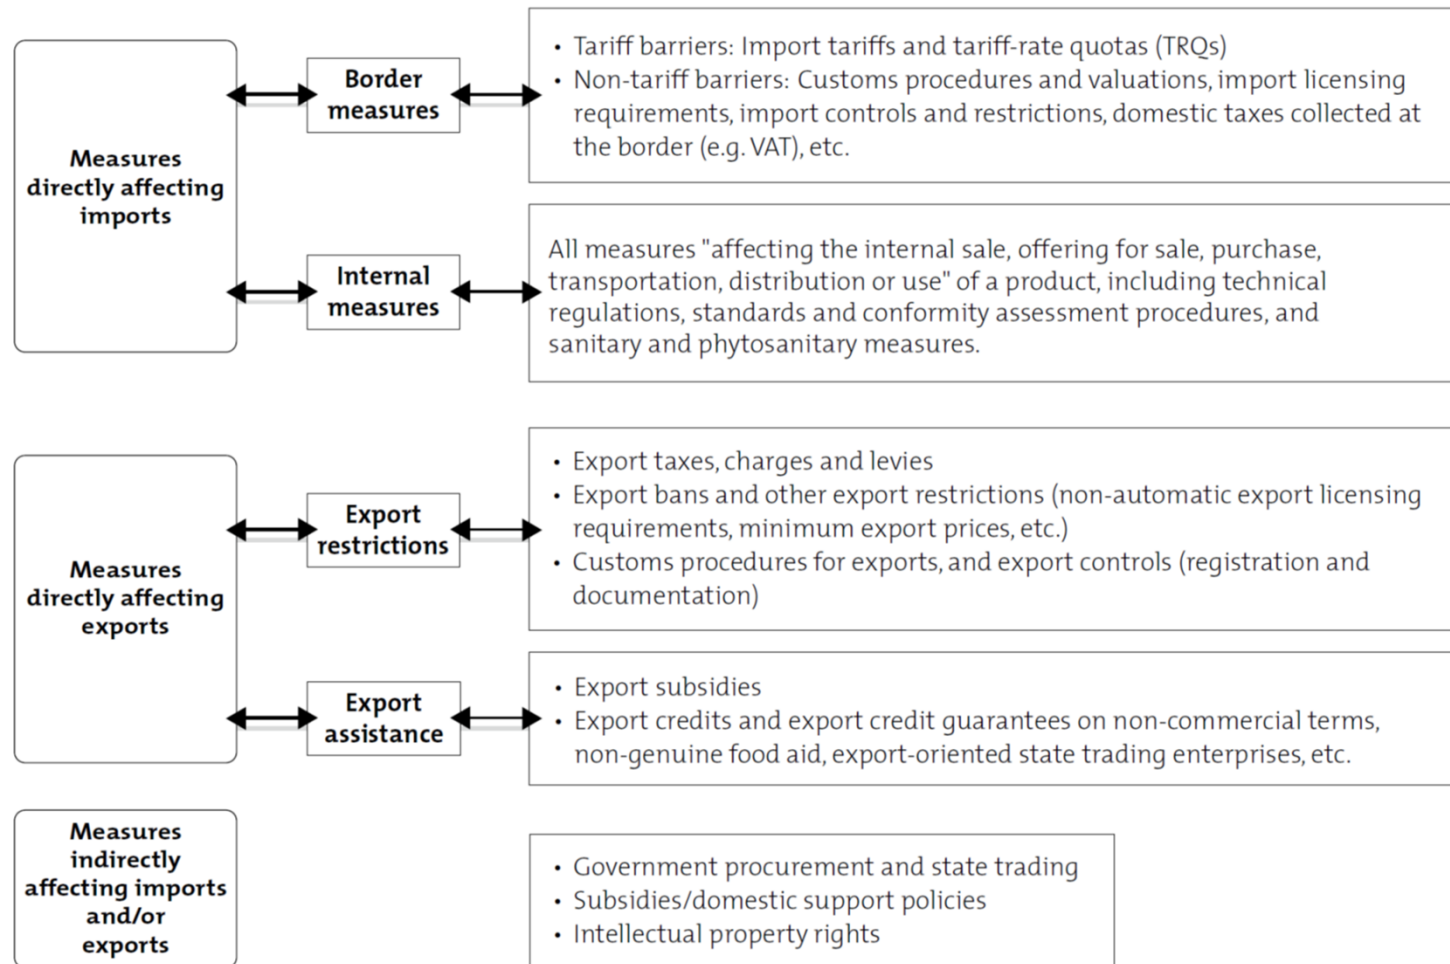 Measures
directly affecting
imports
Border
measures
• Tariff barriers: Import tariffs and tariff-rate quotas (TRQs)
• Non-tariff barriers: Customs procedures and valuations, import licensing
requirements, import controls and restrictions, domestic taxes collected at
the border (e.g. VAT), etc.
Internal
measures
All measures "affecting the internal sale, offering for sale, purchase,
transportation, distribution or use" of a product, including technical
regulations, standards and conformity assessment procedures, and
sanitary and phytosanitary measures.
Measures
directly affecting
exports
Export
restrictions
• Export taxes, charges and levies
• Export bans and other export restrictions (non-automatic export licensing
requirements, minimum export prices, etc.)
• Customs procedures for exports, and export controls (registration and
documentation)
Export
assistance
• Export subsidies
• Export credits and export credit guarantees on non-commercial terms,
non-genuine food aid, export-oriented state trading enterprises, etc.
Measures
indirectly
affecting imports
and/or
exports
• Government procurement and state trading
• Subsidies/domestic support policies
• Intellectual property rights